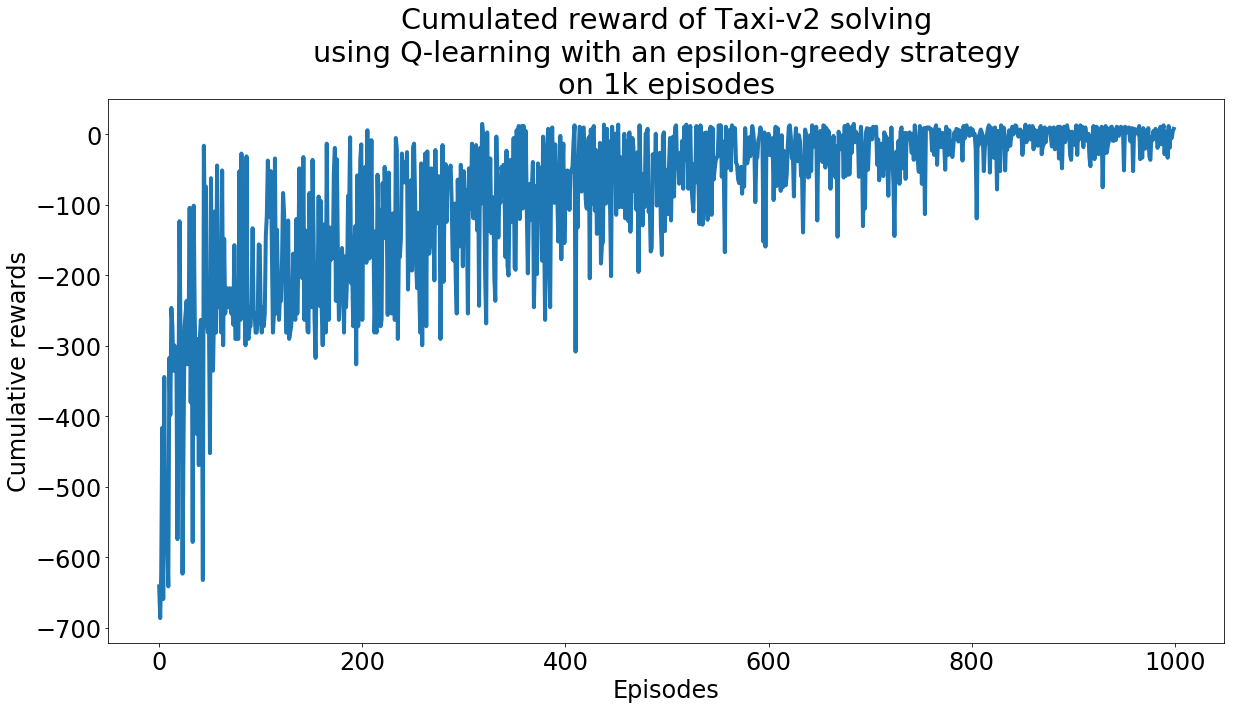 Cumulated reward of Taxi-v2 solving
using Q-learning with an epsilon-greedy strategy
on 1k episodes
Cumulative rewards
0
−100
−200
−300
−400
−500
−600
−700
0 200 400 600 800 1000
Episodes